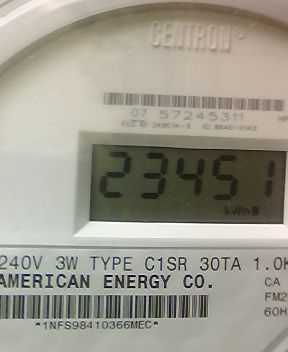 CENTRON®
07 57245311
23451
kWh
240V 3W TYPE C1SR 30TA 1.0K
AMERICAN ENERGY CO.
CA
FM2
60H
*1NFS98410366MEC*